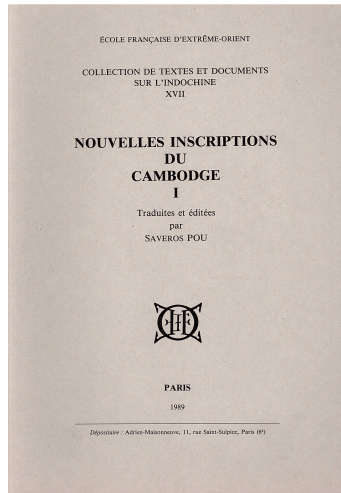 ÉCOLE FRANÇAISE D'EXTRÊME-ORIENT
COLLECTION DE TEXTES ET DOCUMENTS
SUR L'INDOCHINE
XVII
NOUVELLES INSCRIPTIONS
DU
CAMBODGE
I
Traduites et éditées
par
SAVEROS POU
PARIS
1989
Dépositaire : Adrien-Maisonneuve, 11, rue Saint-Sulpice, Paris (6e)